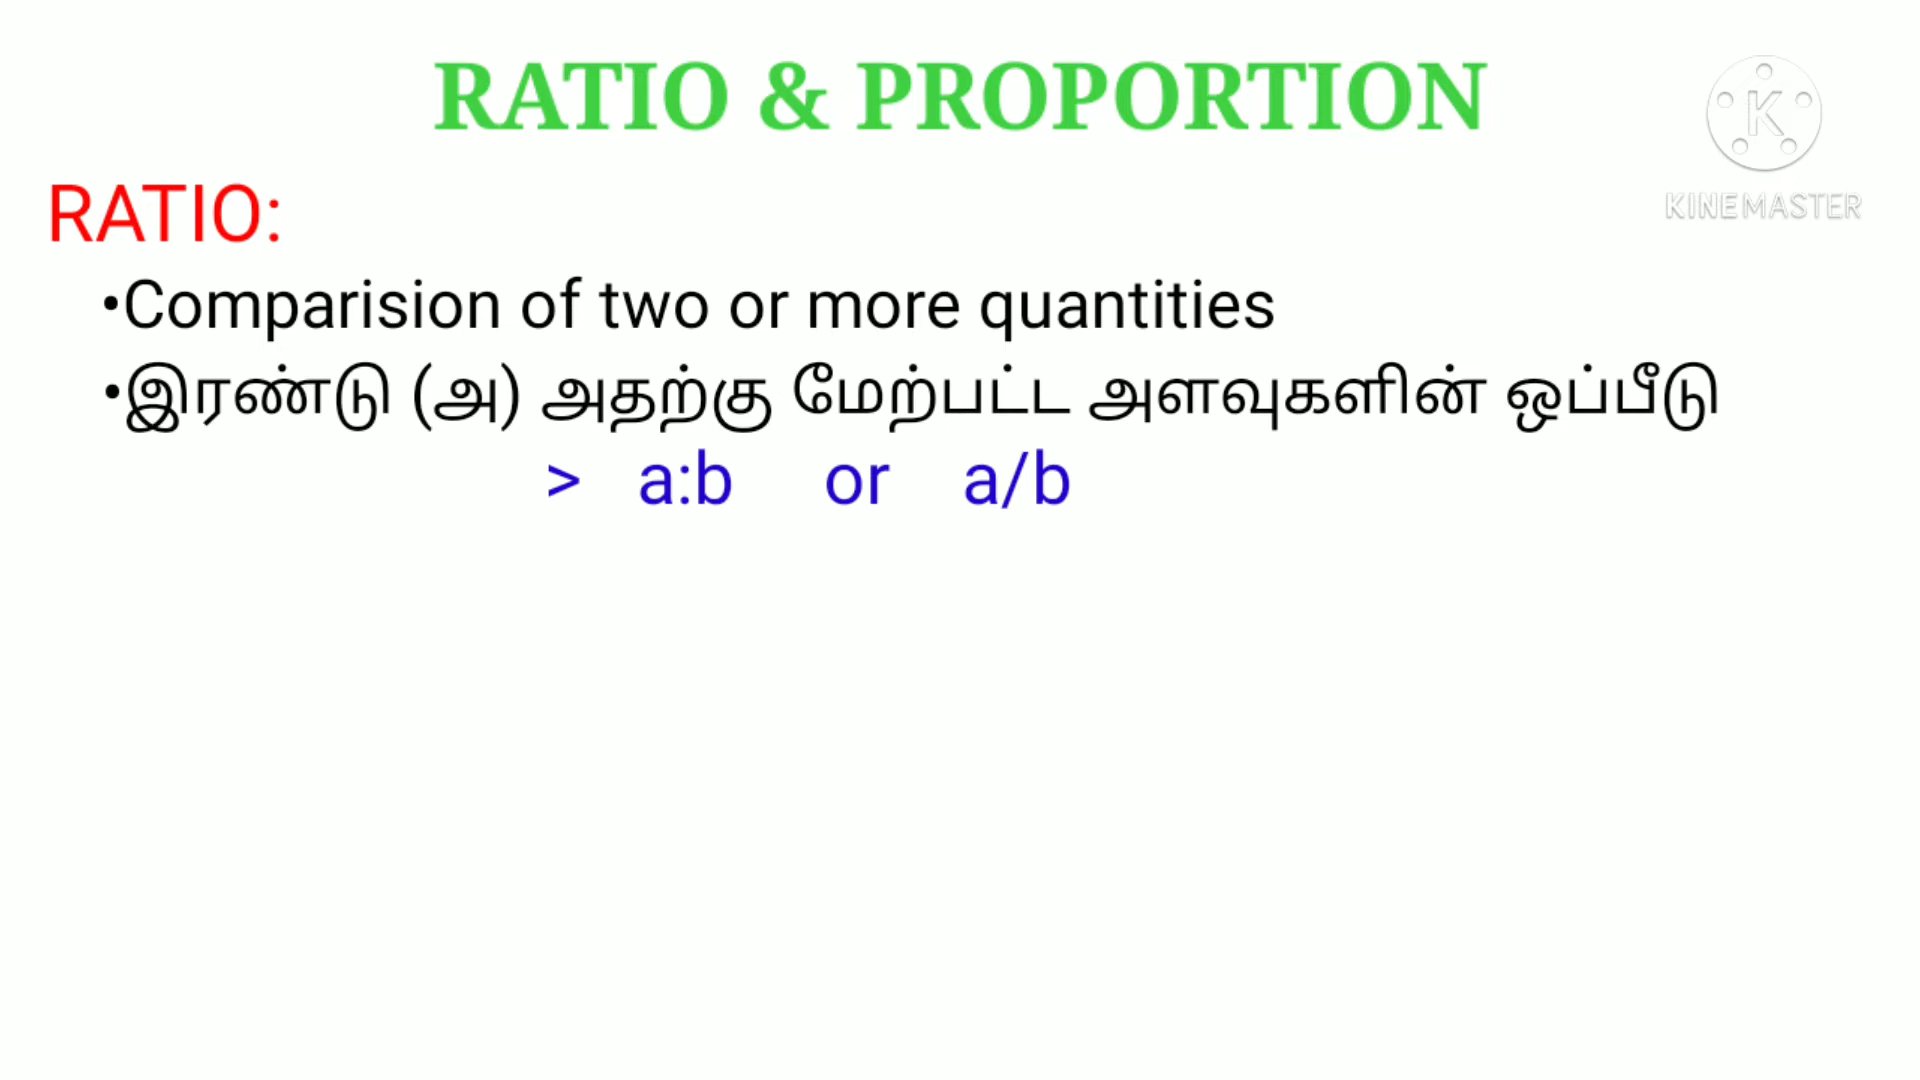 RATIO & PROPORTION
K
KINEMASTER
RATIO:
•Comparision of two or more quantities
•இரண்டு (அ) அதற்கு மேற்பட்ட அளவுகளின் ஒப்பீடு
> a:b or a/b